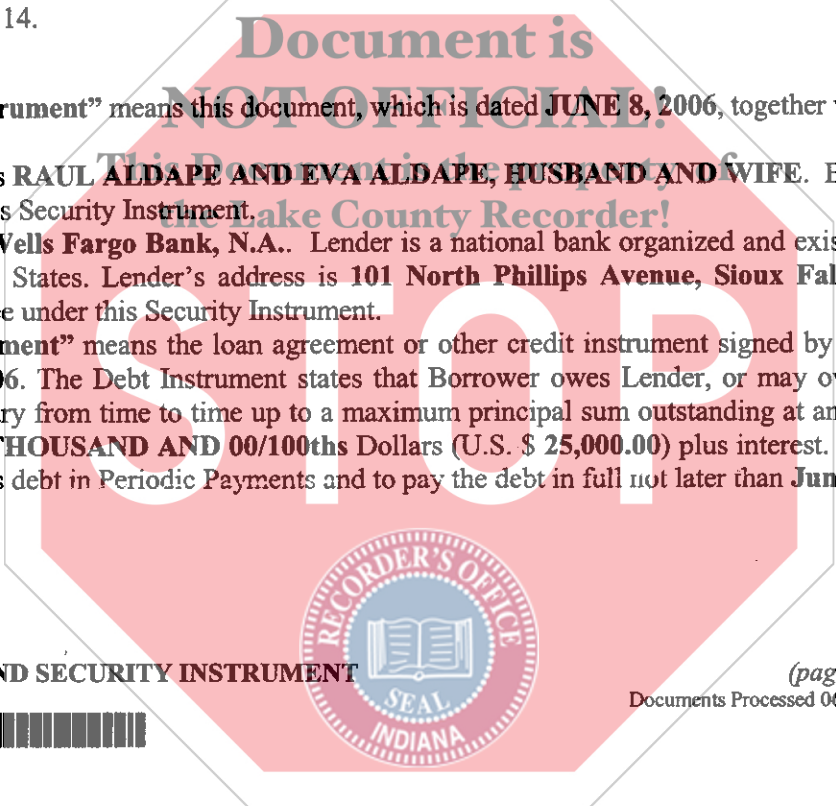 14.
Document is
NOT OFFICIAL!
rument” means this document, which is dated JUNE 8, 2006, together
This Document is the property of
s RAUL ALDAPE AND EVA ALDAPE, HUSBAND AND WIFE.
the Lake County Recorder!
s Security Instrument.
Wells Fargo Bank, N.A.. Lender is a national bank organized and exis
States. Lender’s address is 101 North Phillips Avenue, Sioux Fal
e under this Security Instrument.
ment” means the loan agreement or other credit instrument signed by
06. The Debt Instrument states that Borrower owes Lender, or may ov
ry from time to time up to a maximum principal sum outstanding at an
THOUSAND AND 00/100ths Dollars (U.S. $ 25,000.00) plus interest.
s debt in Periodic Payments and to pay the debt in full not later than Jun
STOP
RECORDER'S OFFICE
SEAL
INDIANA
ND SECURITY INSTRUMENT
(pag
Documents Processed 06